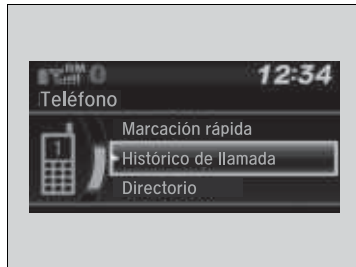 12:34
Teléfono
Marcación rápida
Histórico de llamada
Directorio